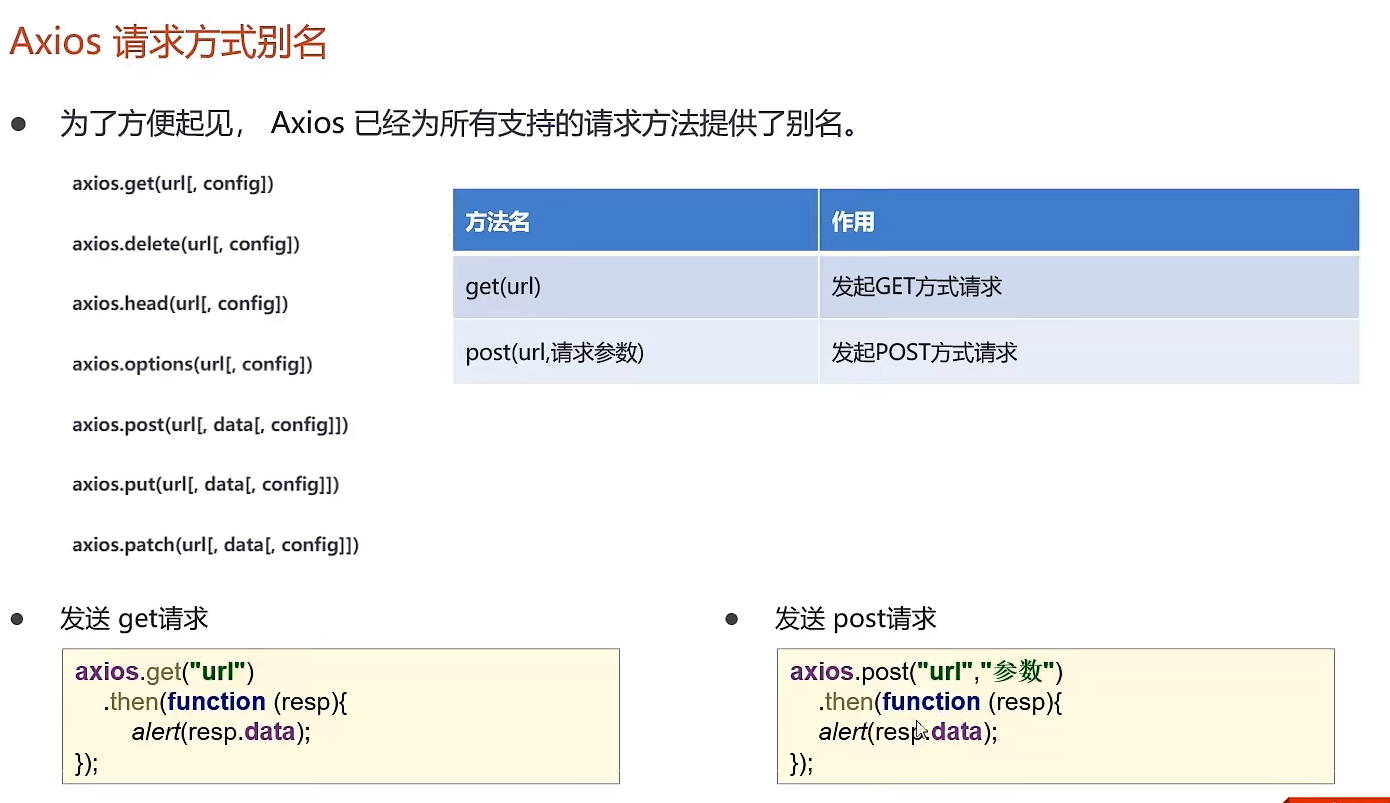 Axios 请求方式别名
为了方便起见， Axios 已经为所有支持的请求方法提供了别名。
axios.get(url[, config])
axios.delete(url[, config])
axios.head(url[, config])
axios.options(url[, config])
axios.post(url[, data[, config]])
axios.put(url[, data[, config]])
axios.patch(url[, data[, config]])
方法名 作用
get(url) 发起GET方式请求
post(url,请求参数) 发起POST方式请求
发送 get请求
axios.get("url")
.then(function (resp){
alert(resp.data);
});
发送 post请求
axios.post("url","参数")
.then(function (resp){
alert(resp.data);
});